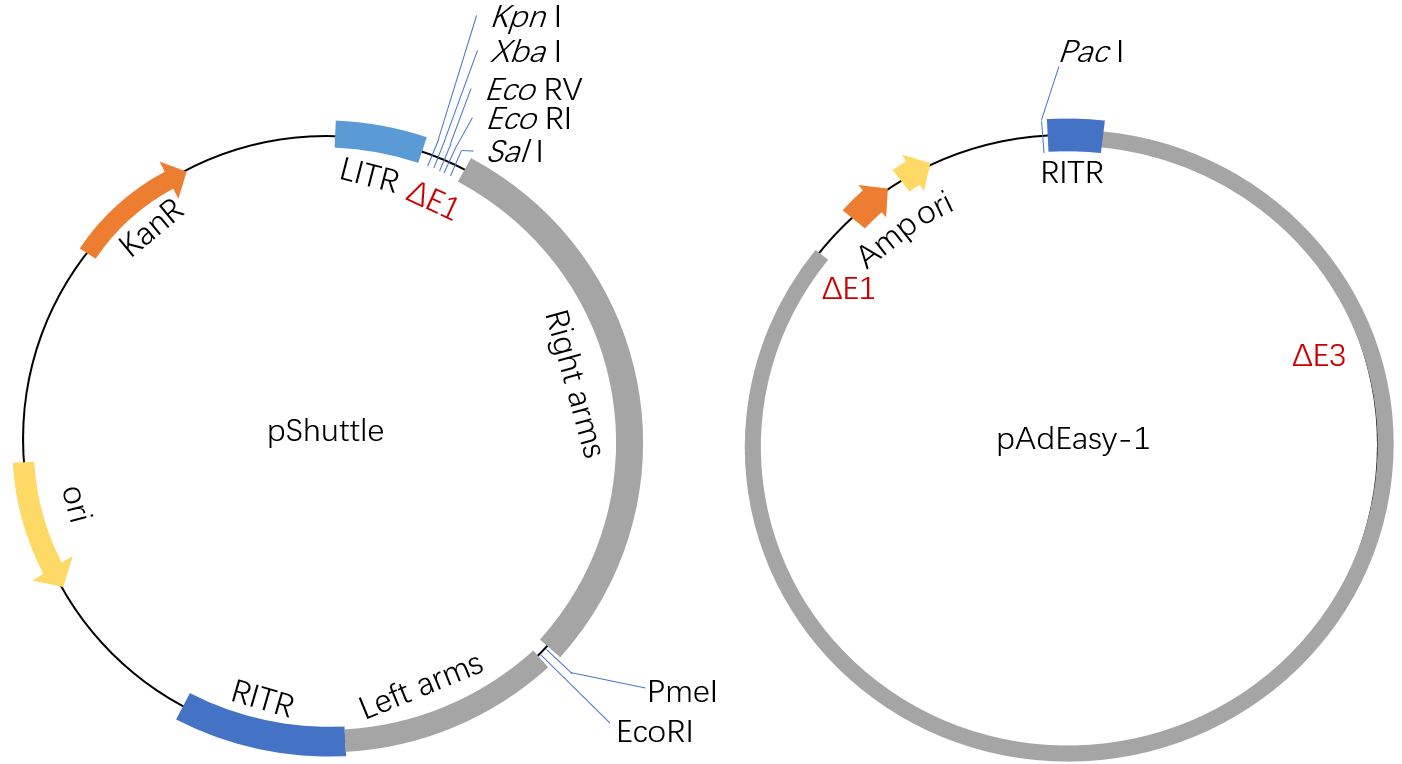 Kpn I
Xba I
Eco RV
Eco RI
Sal I
LITR
ΔE1
KanR
Right arms
pShuttle
ori
Left arms
RITR
PmeI
EcoRI
Pac I
RITR
Amp ori
ΔE1
ΔE3
pAdEasy-1